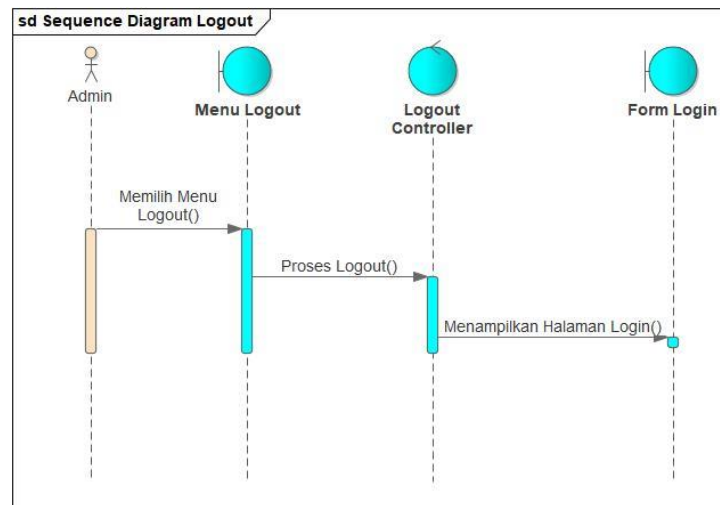 sd Sequence Diagram Logout
Admin
Menu Logout
Logout
Controller
Form Login
Memilih Menu
Logout()
Proses Logout()
Menampilkan Halaman Login()